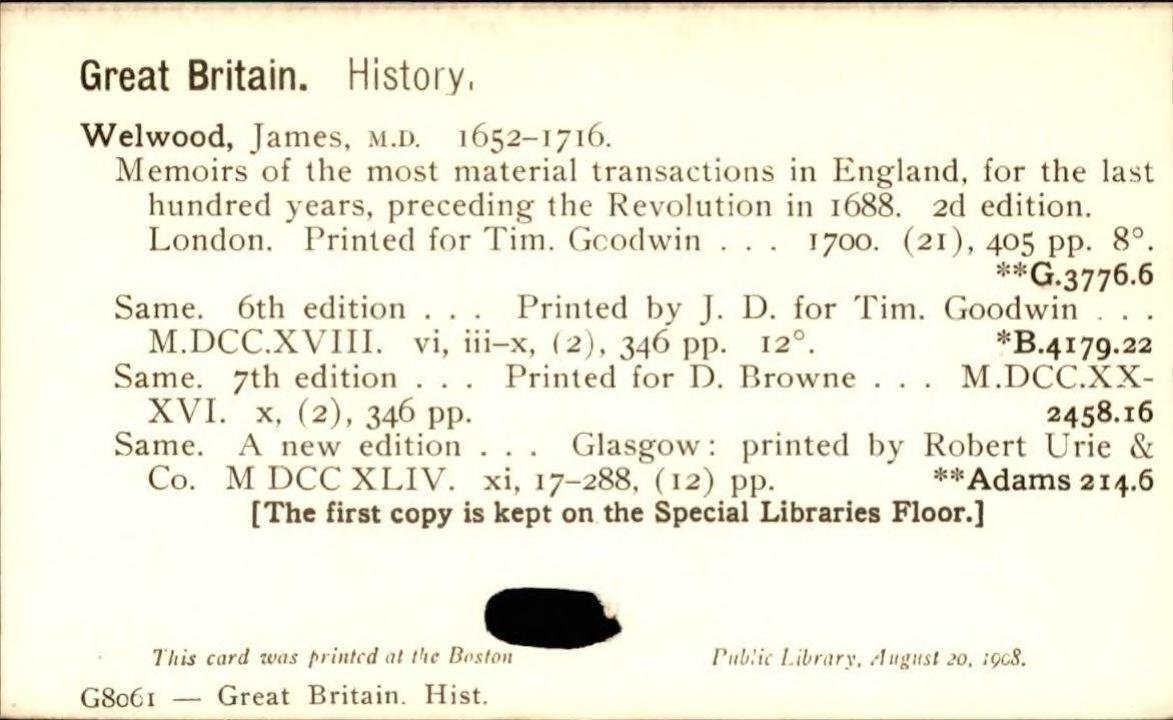 Great Britain. History.
Welwood, James, M.D. 1652–1716.
Memoirs of the most material transactions in England, for the last
hundred years, preceding the Revolution in 1688. 2d edition.
London. Printed for Tim. Goodwin . . . 1700. (21), 405 pp. 8°.
**G.3776.6
Same. 6th edition . . . Printed by J. D. for Tim. Goodwin . . .
M.DCC.XVIII. vi, iii–x, (2), 346 pp. 12°. *B.4179.22
Same. 7th edition . . . Printed for D. Browne . . . M.DCC.XX-
XVI. x, (2), 346 pp. 2458.16
Same. A new edition . . . Glasgow: printed by Robert Urie &
Co. M DCC XLIV. xi, 17–288, (12) pp. **Adams 214.6
[The first copy is kept on the Special Libraries Floor.]
This card was printed at the Boston Public Library, August 20, 1908.
G8061 — Great Britain. Hist.